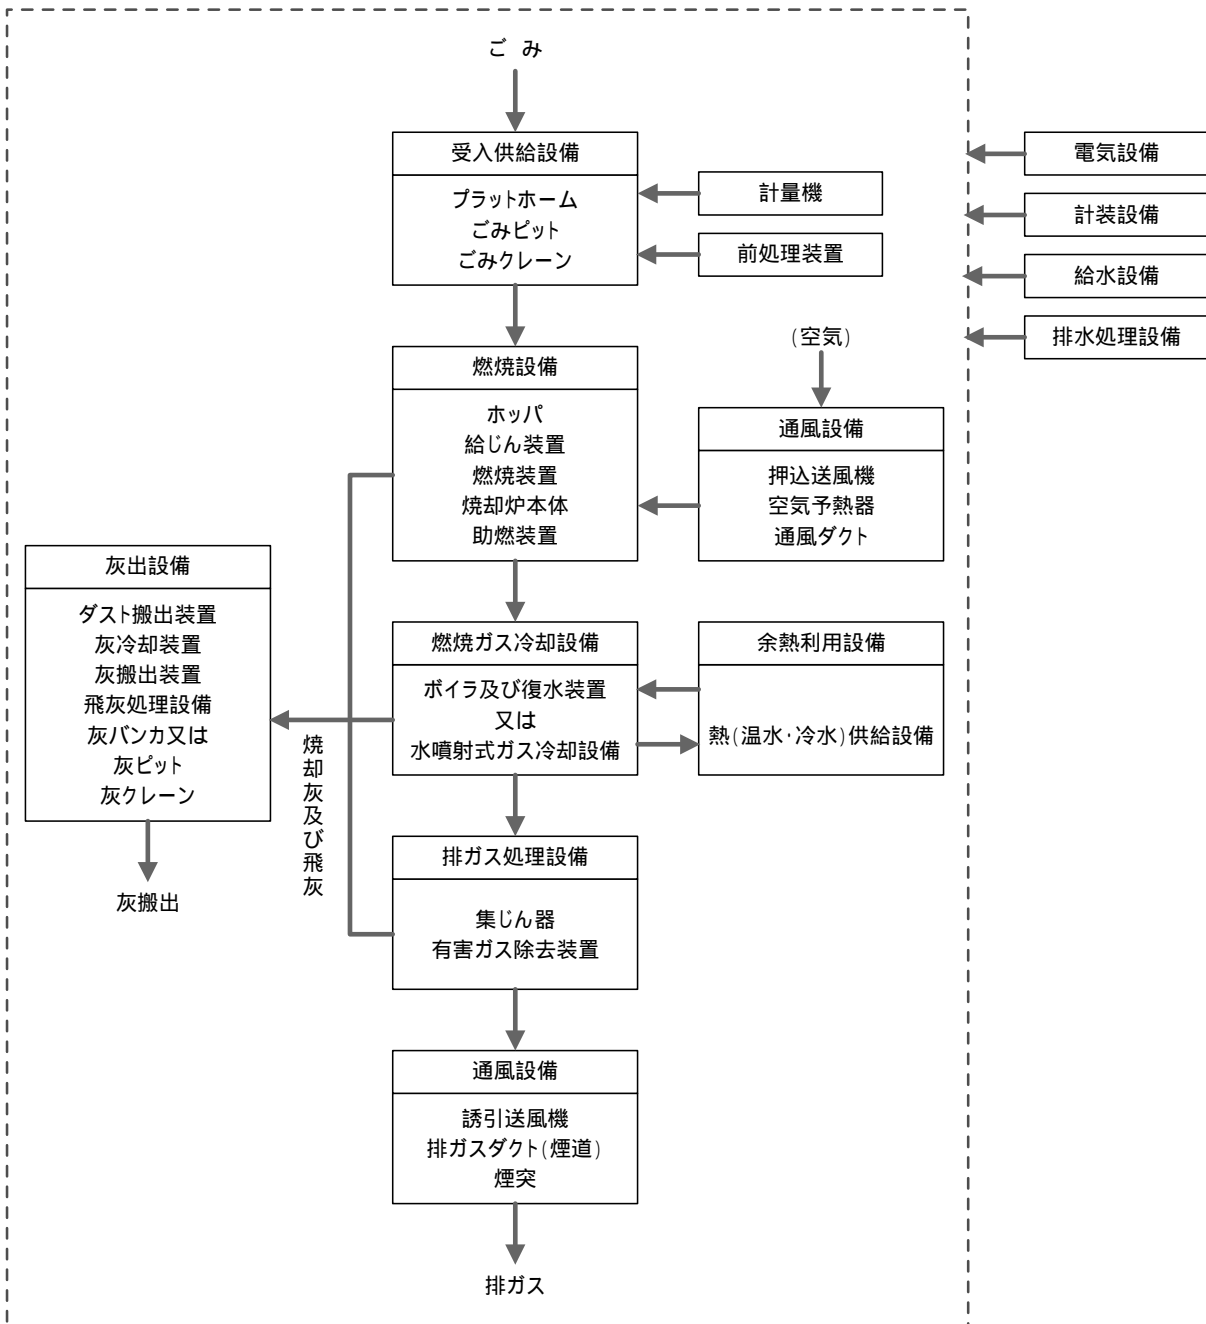 ごみ
受入供給設備
プラットホーム
ごみピット
ごみクレーン
計量機
前処理装置
電気設備
計装設備
給水設備
排水処理設備
燃焼設備
ホッパ
給じん装置
燃焼装置
焼却炉本体
助燃装置
(空気)
通風設備
押込送風機
空気予熱器
通風ダクト
灰出設備
ダスト搬出装置
灰冷却装置
灰搬出装置
飛灰処理設備
灰バンカ又は
灰ピット
灰クレーン
灰搬出
焼却灰及び飛灰
燃焼ガス冷却設備
ボイラ及び復水装置
又は
水噴射式ガス冷却設備
余熱利用設備
熱(温水・冷水)供給設備
排ガス処理設備
集じん器
有害ガス除去装置
通風設備
誘引送風機
排ガスダクト(煙道)
煙突
排ガス